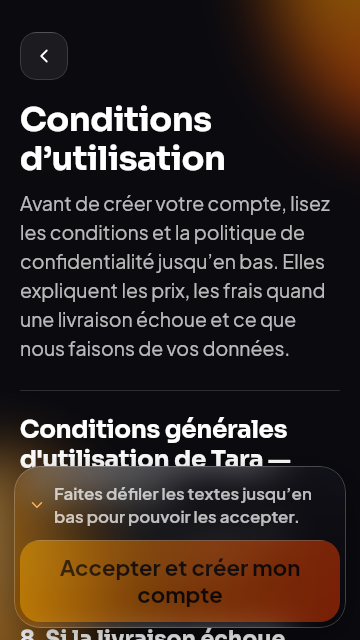 Conditions
d’utilisation
Avant de créer votre compte, lisez
les conditions et la politique de
confidentialité jusqu’en bas. Elles
expliquent les prix, les frais quand
une livraison échoue et ce que
nous faisons de vos données.
Conditions générales
d'utilisation de Tara —
Faites défiler les textes jusqu’en
bas pour pouvoir les accepter.
Accepter et créer mon
compte
8. Si la livraison échoue